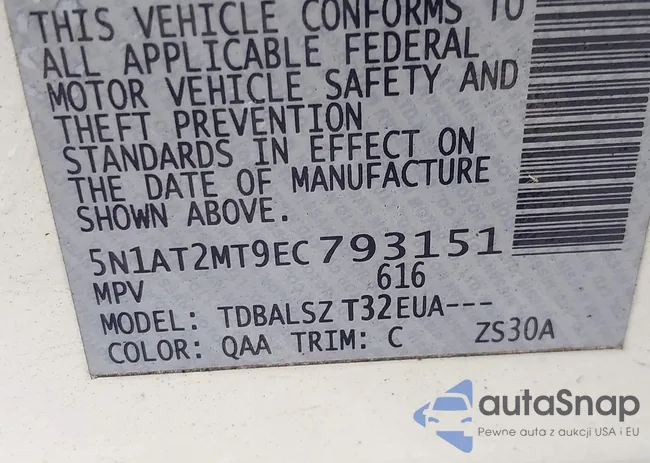 THIS VEHICLE CONFORMS TO
ALL APPLICABLE FEDERAL
MOTOR VEHICLE SAFETY AND
THEFT PREVENTION
STANDARDS IN EFFECT ON
THE DATE OF MANUFACTURE
SHOWN ABOVE.
5N1AT2MT9EC793151
MPV 616
MODEL: TDBALSZ T32EUA---
COLOR: QAA TRIM: C ZS30A
autoSnap
Pewne auta z aukcji USA i EU